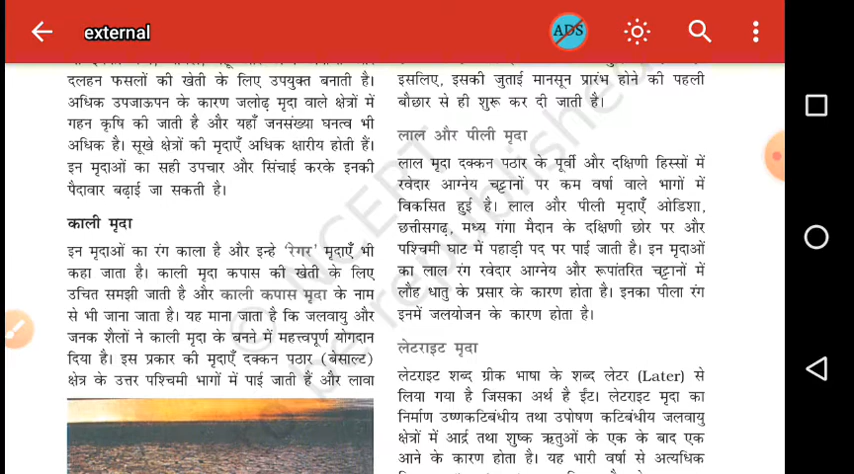 external
ADS
दलहन फसलों की खेती के लिए उपयुक्त बनाती है।
अधिक उपजाऊपन के कारण जलोढ़ मृदा वाले क्षेत्रों में
गहन कृषि की जाती है और यहाँ जनसंख्या घनत्व भी
अधिक है। सूखे क्षेत्रों की मृदाएँ अधिक क्षारीय होती हैं।
इन मृदाओं का सही उपचार और सिंचाई करके इनकी
पैदावार बढ़ाई जा सकती है।
काली मृदा
इन मृदाओं का रंग काला है और इन्हे ‘रेगर’ मृदाएँ भी
कहा जाता है। काली मृदा कपास की खेती के लिए
उचित समझी जाती है और काली कपास मृदा के नाम
से भी जाना जाता है। यह माना जाता है कि जलवायु और
जनक शैलों ने काली मृदा के बनने में महत्त्वपूर्ण योगदान
दिया है। इस प्रकार की मृदाएँ दक्कन पठार (बेसाल्ट)
क्षेत्र के उत्तर पश्चिमी भागों में पाई जाती हैं और लावा
इसलिए, इसकी जुताई मानसून प्रारंभ होने की पहली
बौछार से ही शुरू कर दी जाती है।
लाल और पीली मृदा
लाल मृदा दक्कन पठार के पूर्वी और दक्षिणी हिस्सों में
रवेदार आग्नेय चट्टानों पर कम वर्षा वाले भागों में
विकसित हुई है। लाल और पीली मृदाएँ ओडिशा,
छत्तीसगढ़, मध्य गंगा मैदान के दक्षिणी छोर पर और
पश्चिमी घाट में पहाड़ी पद पर पाई जाती है। इन मृदाओं
का लाल रंग रवेदार आग्नेय और रूपांतरित चट्टानों में
लौह धातु के प्रसार के कारण होता है। इनका पीला रंग
इनमें जलयोजन के कारण होता है।
लेटराइट मृदा
लेटराइट शब्द ग्रीक भाषा के शब्द लेटर (Later) से
लिया गया है जिसका अर्थ है ईंट। लेटराइट मृदा का
निर्माण उष्णकटिबंधीय तथा उपोषण कटिबंधीय जलवायु
क्षेत्रों में आर्द्र तथा शुष्क ऋतुओं के एक के बाद एक
आने के कारण होता है। यह भारी वर्षा से अत्यधिक
© NCERT
be republished